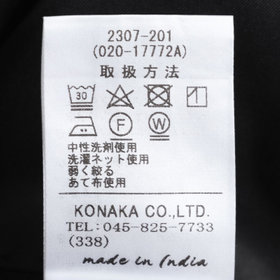 2307-201
(020-17772A)
取扱方法
30
F W
中性洗剤使用
洗濯ネット使用
弱く絞る
あて布使用
KONAKA CO.,LTD.
TEL:045-825-7733
(338)
made in India